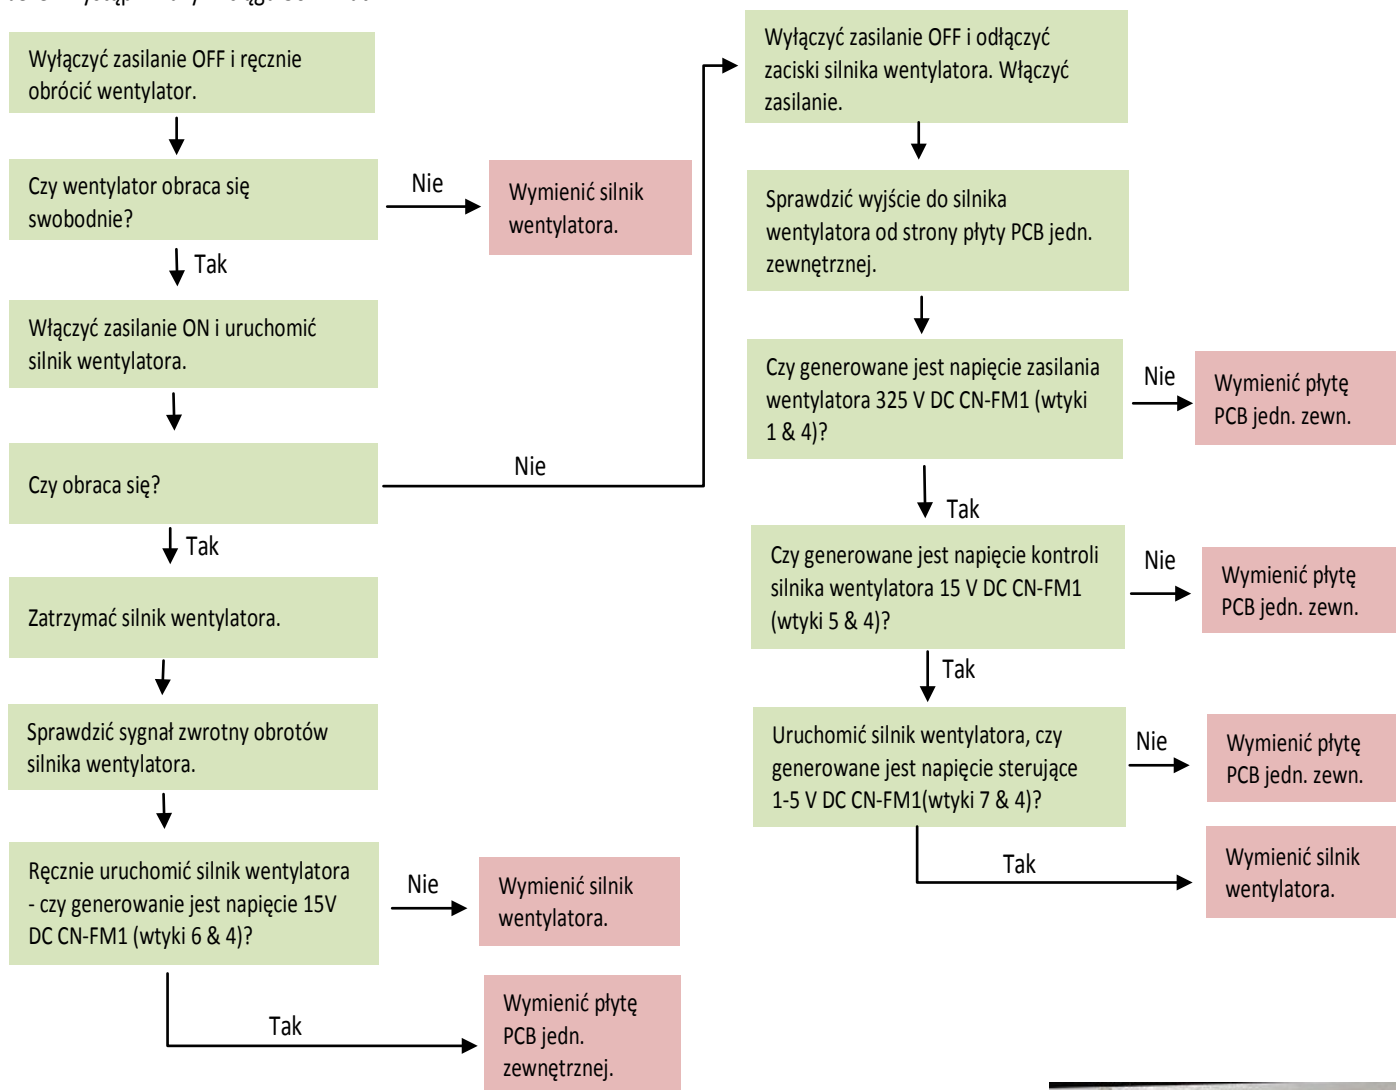 Wyłączyć zasilanie OFF i ręcznie
obrócić wentylator.
Czy wentylator obraca się
swobodnie?
Nie
Wymienić silnik
wentylatora.
Tak
Włączyć zasilanie ON i uruchomić
silnik wentylatora.
Czy obraca się?
Nie
Tak
Zatrzymać silnik wentylatora.
Sprawdzić sygnał zwrotny obrotów
silnika wentylatora.
Ręcznie uruchomić silnik wentylatora
- czy generowanie jest napięcie 15V
DC CN-FM1 (wtyki 6 & 4)?
Nie
Wymienić silnik
wentylatora.
Tak
Wymienić płytę
PCB jedn.
zewnętrznej.
Wyłączyć zasilanie OFF i odłączyć
zaciski silnika wentylatora. Włączyć
zasilanie.
Sprawdzić wyjście do silnika
wentylatora od strony płyty PCB jedn.
zewnętrznej.
Czy generowane jest napięcie zasilania
wentylatora 325 V DC CN-FM1 (wtyki
1 & 4)?
Nie
Wymienić płytę
PCB jedn. zewn.
Tak
Czy generowane jest napięcie kontroli
silnika wentylatora 15 V DC CN-FM1
(wtyki 5 & 4)?
Nie
Wymienić płytę
PCB jedn. zewn.
Tak
Uruchomić silnik wentylatora, czy
generowane jest napięcie sterujące
1-5 V DC CN-FM1(wtyki 7 & 4)?
Nie
Wymienić płytę
PCB jedn. zewn.
Tak
Wymienić silnik
wentylatora.